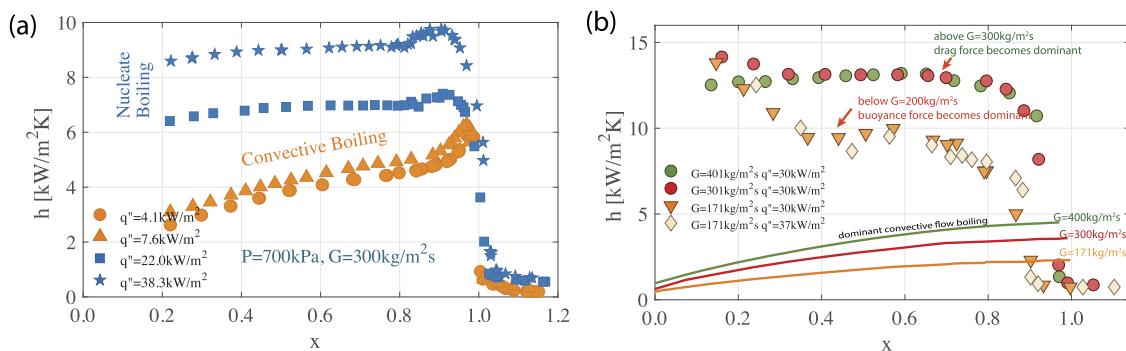 (a)
10
8
6
4
2
0
0.0 0.2 0.4 0.6 0.8 1.0 1.2
h [kW/m²K]
x
Nucleate
Boiling
Convective Boiling
q"=4.1kW/m²
q"=7.6kW/m²
q"=22.0kW/m²
q"=38.3kW/m²
P=700kPa, G=300kg/m²s
(b)
15
10
5
0
0.0 0.2 0.4 0.6 0.8 1.0
h [kW/m²K]
x
above G=300kg/m²s
drag force becomes dominant
below G=200kg/m²s
buoyance force becomes dominant
G=401kg/m²s q"=30kW/m²
G=301kg/m²s q"=30kW/m²
G=171kg/m²s q"=30kW/m²
G=171kg/m²s q"=37kW/m²
dominant convective flow boiling
G=400kg/m²s
G=300kg/m²s
G=171kg/m²s